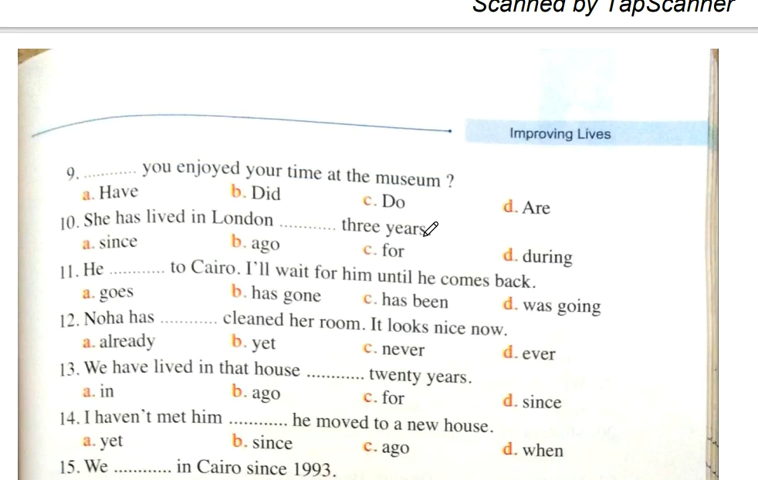 Scanned by TapScanner
Improving Lives
9. ........... you enjoyed your time at the museum ?
a. Have b. Did c. Do d. Are
10. She has lived in London ............ three years
a. since b. ago c. for d. during
11. He ............ to Cairo. I'll wait for him until he comes back.
a. goes b. has gone c. has been d. was going
12. Noha has ............ cleaned her room. It looks nice now.
a. already b. yet c. never d. ever
13. We have lived in that house ............ twenty years.
a. in b. ago c. for d. since
14. I haven't met him ............ he moved to a new house.
a. yet b. since c. ago d. when
15. We ............ in Cairo since 1993.